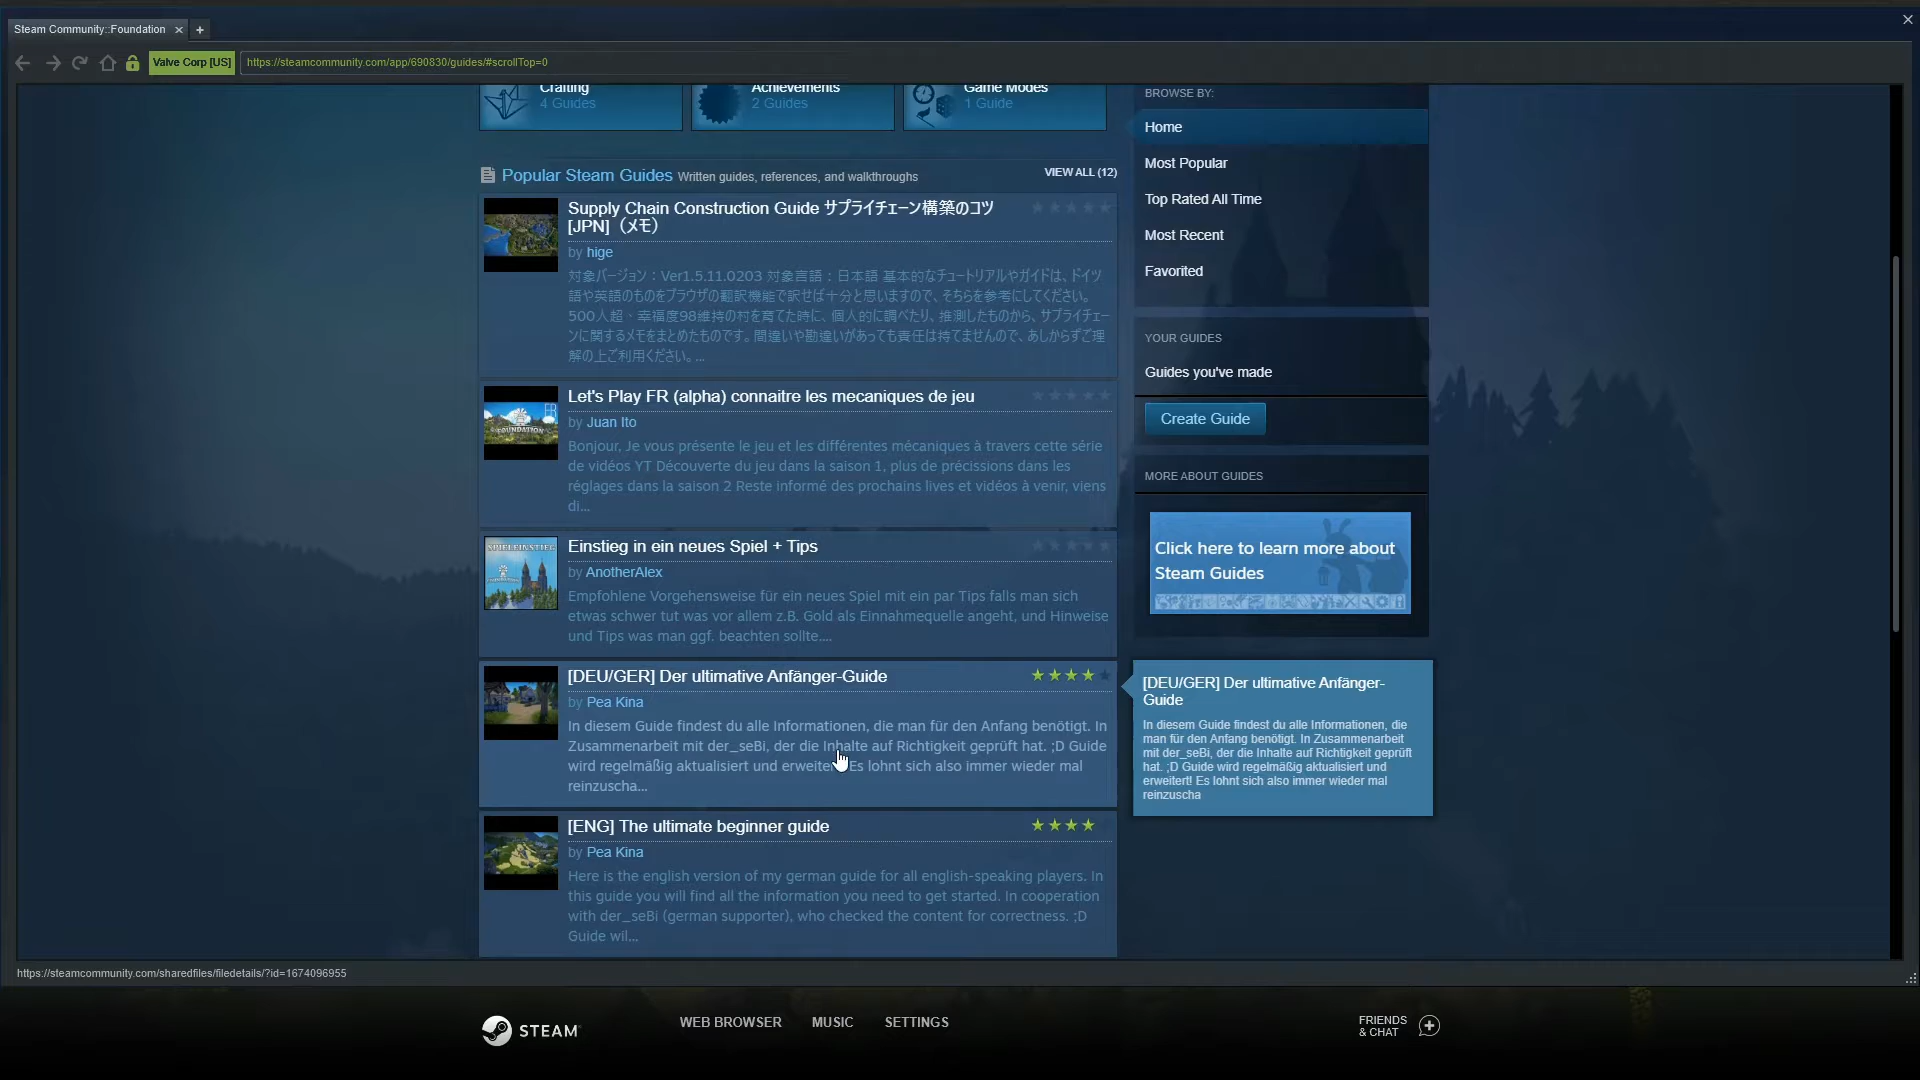 Steam Community::Foundation
Valve Corp [US]
https://steamcommunity.com/app/690830/guides/#scrollTop=0
Crafting
4 Guides
Achievements
2 Guides
Game Modes
1 Guide
Popular Steam Guides Written guides, references, and walkthroughs
VIEW ALL (12)
Supply Chain Construction Guide サプライチェーン構築のコツ
[JPN]（メモ）
by hige
対象バージョン：Ver1.5.11.0203 対象言語：日本語 基本的なチュートリアルやガイドは、ドイツ
語や英語のものをブラウザの翻訳機能で訳せば十分と思いますので、そちらを参考にしてください。
500人超、幸福度98維持の村を育てた時に、個人的に調べたり、推測したものから、サプライチェー
ンに関するメモをまとめたものです。間違いや勘違いがあっても責任は持てませんので、あしからずご理
解の上ご利用ください。...
Let's Play FR (alpha) connaitre les mecaniques de jeu
by Juan Ito
Bonjour, Je vous présente le jeu et les différentes mécaniques à travers cette série
de vidéos YT Découverte du jeu dans la saison 1, plus de précissions dans les
réglages dans la saison 2 Reste informé des prochains lives et vidéos à venir, viens
di...
FOUNDATION
Einstieg in ein neues Spiel + Tips
by AnotherAlex
Empfohlene Vorgehensweise für ein neues Spiel mit ein par Tips falls man sich
etwas schwer tut was vor allem z.B. Gold als Einnahmequelle angeht, und Hinweise
und Tips was man ggf. beachten sollte....
SPIELEINSTIEG
[DEU/GER] Der ultimative Anfänger-Guide
by Pea Kina
In diesem Guide findest du alle Informationen, die man für den Anfang benötigt. In
Zusammenarbeit mit der_seBi, der die Inhalte auf Richtigkeit geprüft hat. ;D Guide
wird regelmäßig aktualisiert und erweitert! Es lohnt sich also immer wieder mal
reinzuscha...
[ENG] The ultimate beginner guide
by Pea Kina
Here is the english version of my german guide for all english-speaking players. In
this guide you will find all the information you need to get started. In cooperation
with der_seBi (german supporter), who checked the content for correctness. ;D
Guide wil...
BROWSE BY:
Home
Most Popular
Top Rated All Time
Most Recent
Favorited
YOUR GUIDES
Guides you've made
Create Guide
MORE ABOUT GUIDES
Click here to learn more about
Steam Guides
[DEU/GER] Der ultimative Anfänger-
Guide
In diesem Guide findest du alle Informationen, die
man für den Anfang benötigt. In Zusammenarbeit
mit der_seBi, der die Inhalte auf Richtigkeit geprüft
hat. ;D Guide wird regelmäßig aktualisiert und
erweitert! Es lohnt sich also immer wieder mal
reinzuscha
https://steamcommunity.com/sharedfiles/filedetails/?id=1674096955
STEAM
WEB BROWSER
MUSIC
SETTINGS
FRIENDS
& CHAT